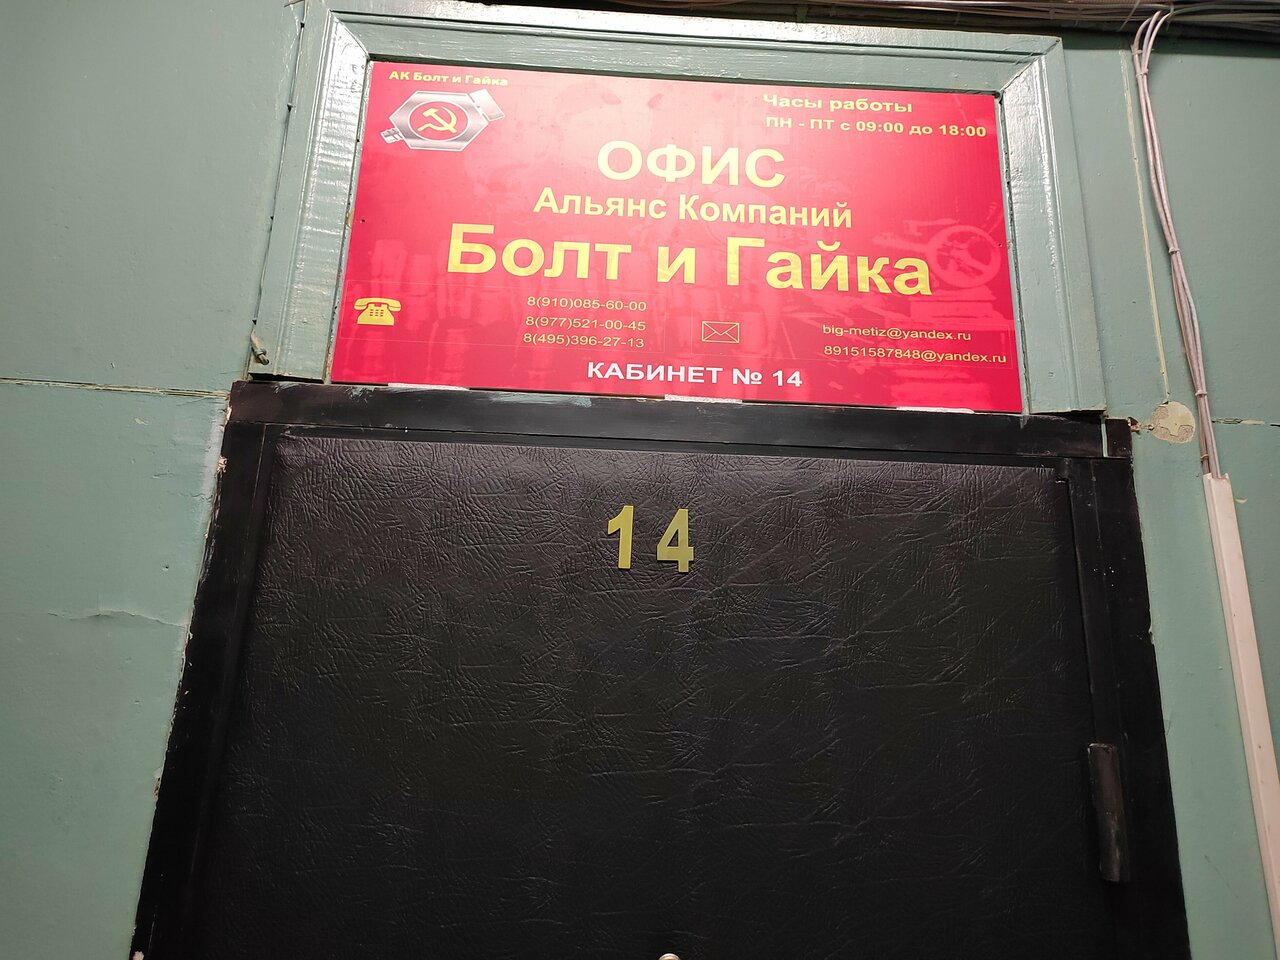 АК Болт и Гайка
Часы работы
ПН - ПТ с 09:00 до 18:00
ОФИС
Альянс Компаний
Болт и Гайка
8(910)085-60-00
8(977)521-00-45
8(495)396-27-13
big-metiz@yandex.ru
89151587848@yandex.ru
КАБИНЕТ № 14
14